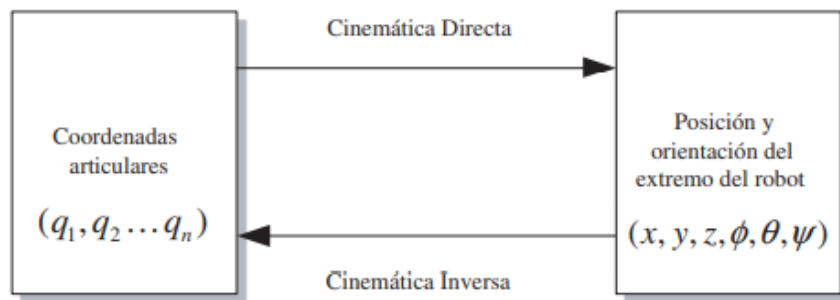 Cinemática Directa
Coordenadas
articulares
(q₁, q₂ … qₙ)
Posición y
orientación del
extremo del robot
(x, y, z, ϕ, θ, ψ)
Cinemática Inversa